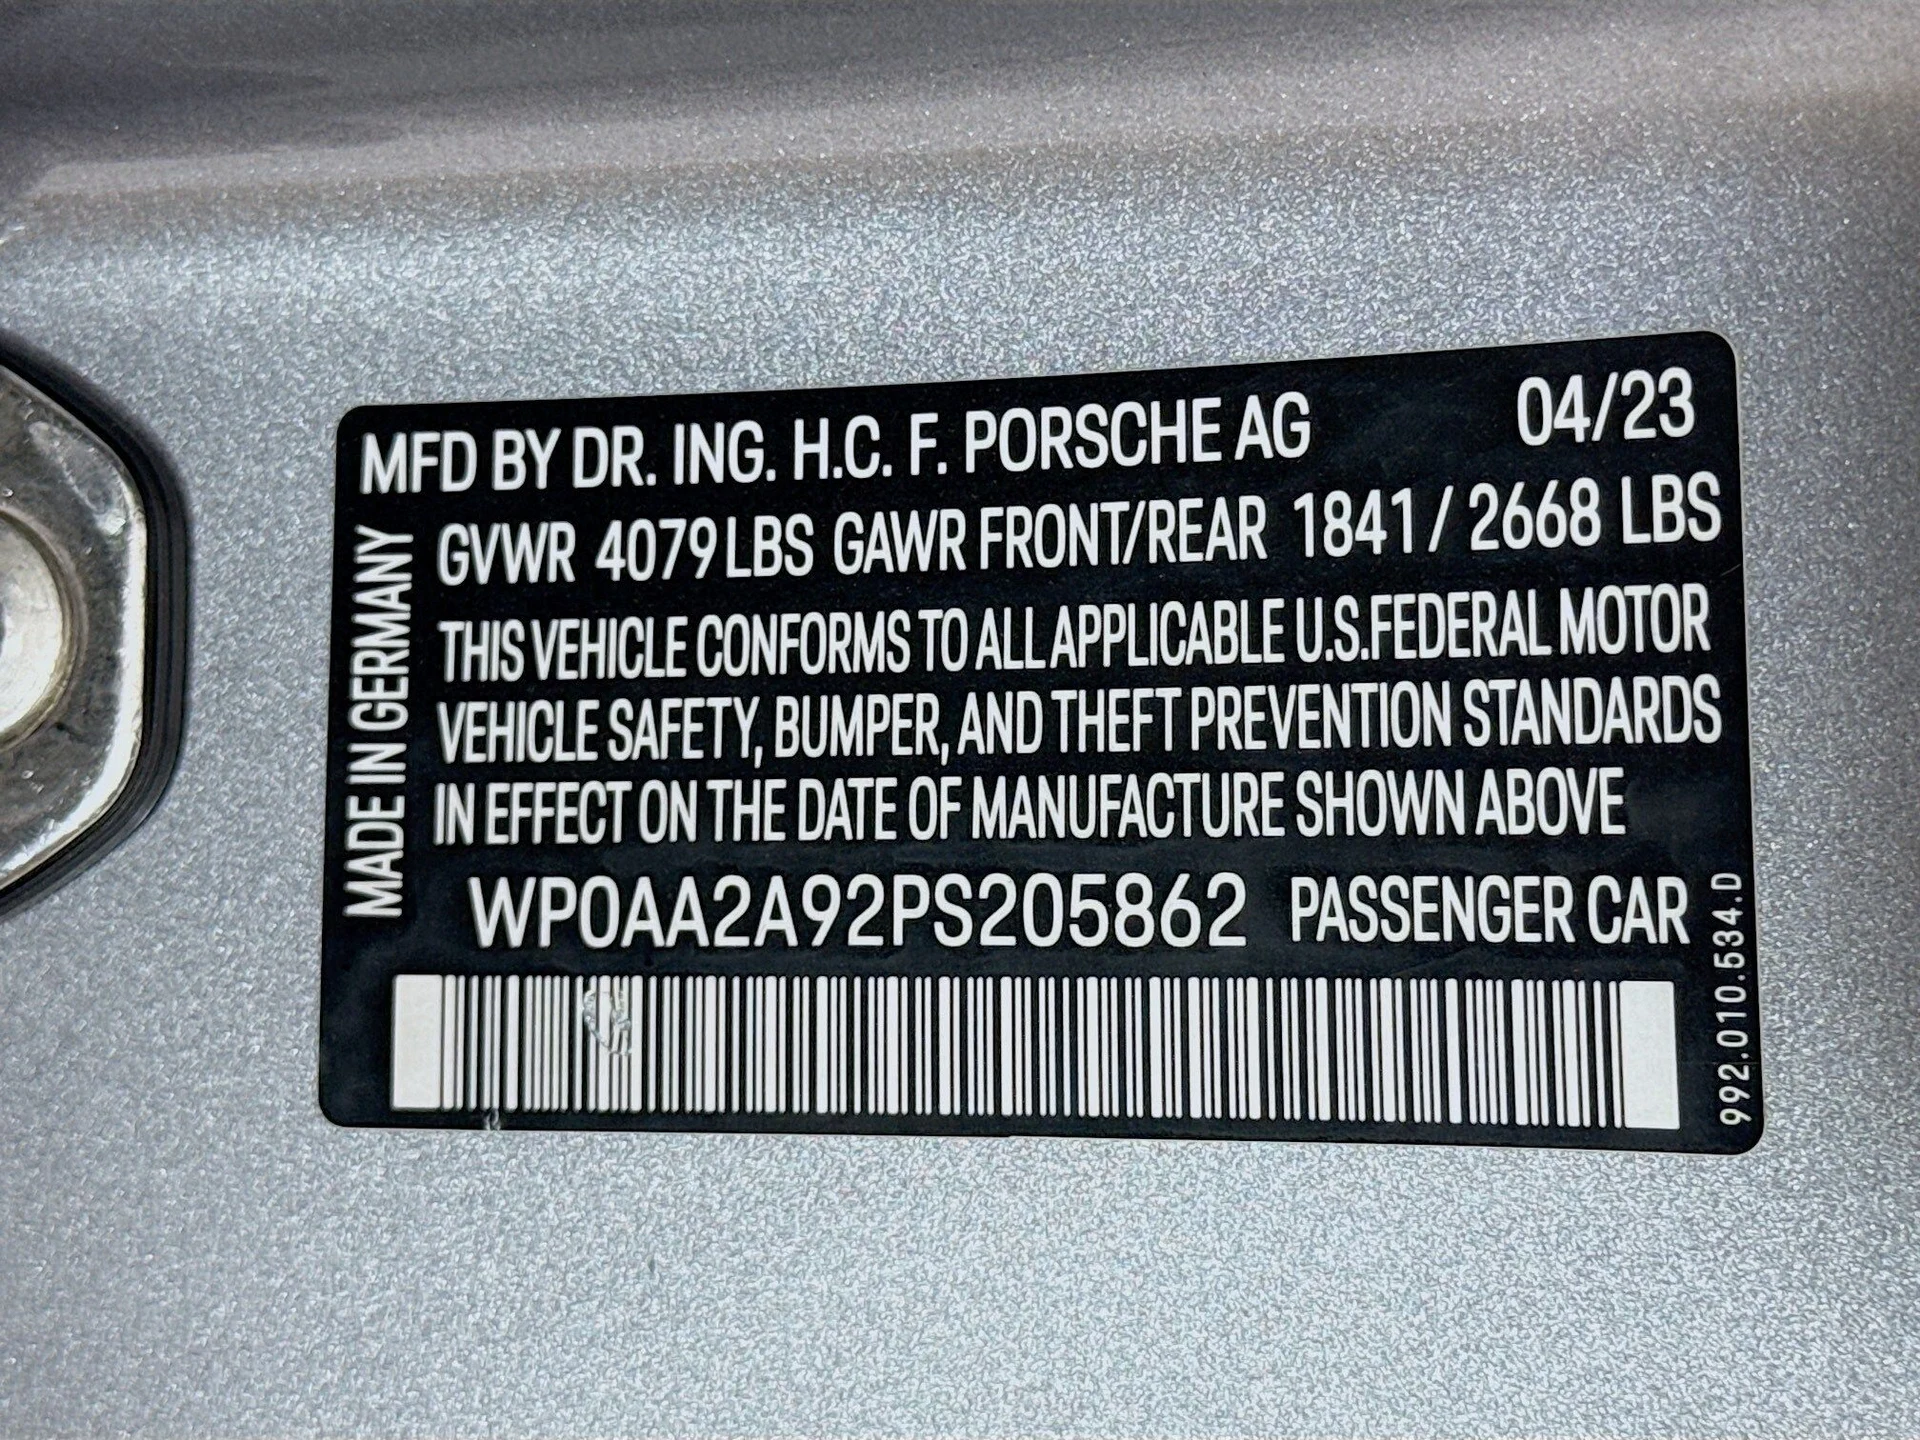 MFD BY DR. ING. H.C. F. PORSCHE AG 04/23
GVWR 4079 LBS GAWR FRONT/REAR 1841 / 2668 LBS
THIS VEHICLE CONFORMS TO ALL APPLICABLE U.S.FEDERAL MOTOR
VEHICLE SAFETY, BUMPER, AND THEFT PREVENTION STANDARDS
IN EFFECT ON THE DATE OF MANUFACTURE SHOWN ABOVE
WP0AA2A92PS205862 PASSENGER CAR
MADE IN GERMANY
992.010.534.D